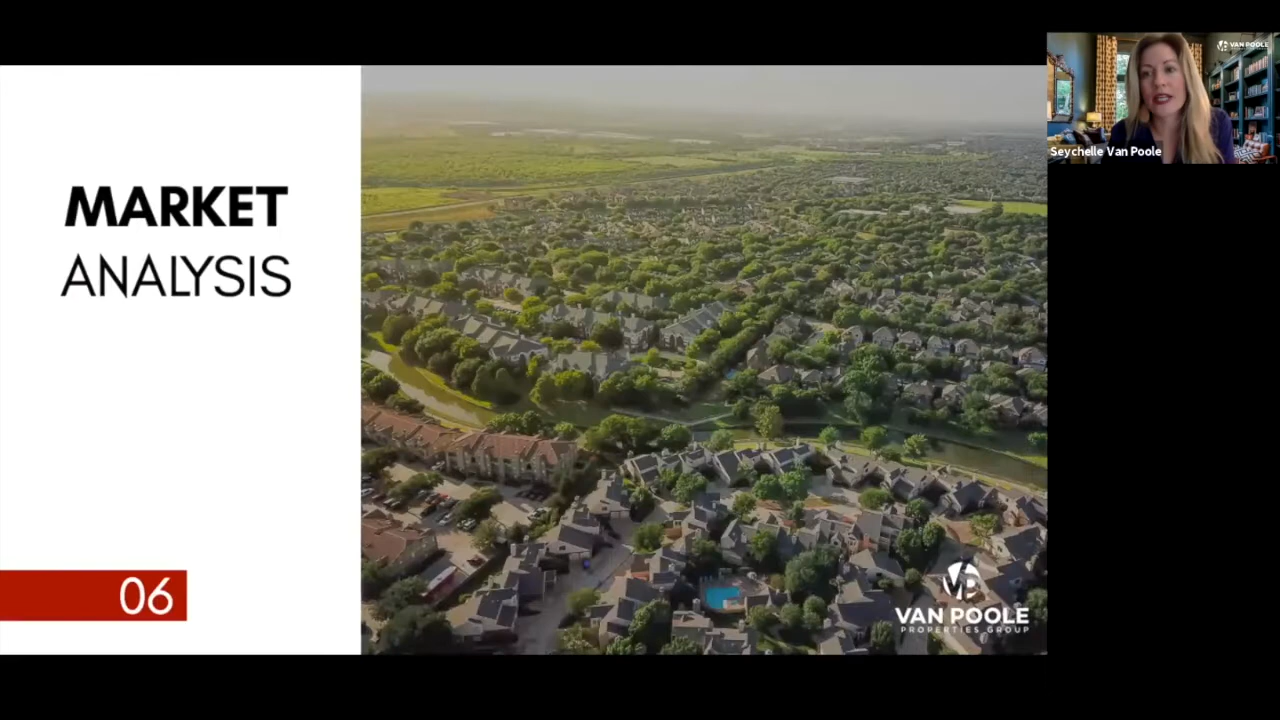 MARKET
ANALYSIS
06
VAN POOLE
PROPERTIES GROUP
VAN POOLE
Seychelle Van Poole